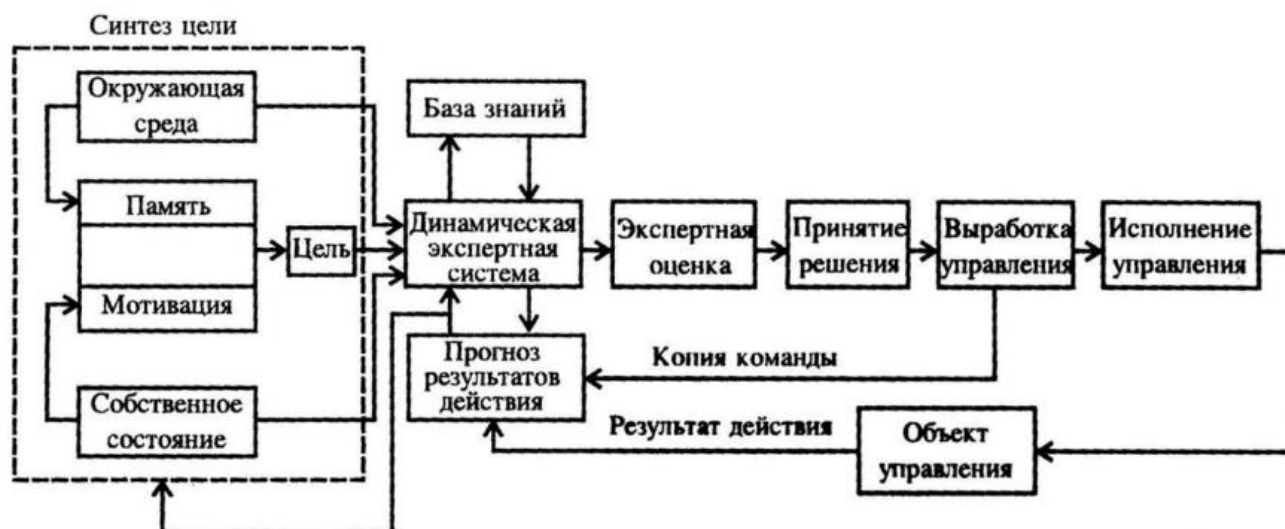 Синтез цели
Окружающая
среда
Память
Мотивация
Собственное
состояние
Цель
База знаний
Динамическая
экспертная
система
Прогноз
результатов
действия
Экспертная
оценка
Принятие
решения
Выработка
управления
Исполнение
управления
Копия команды
Результат действия
Объект
управления